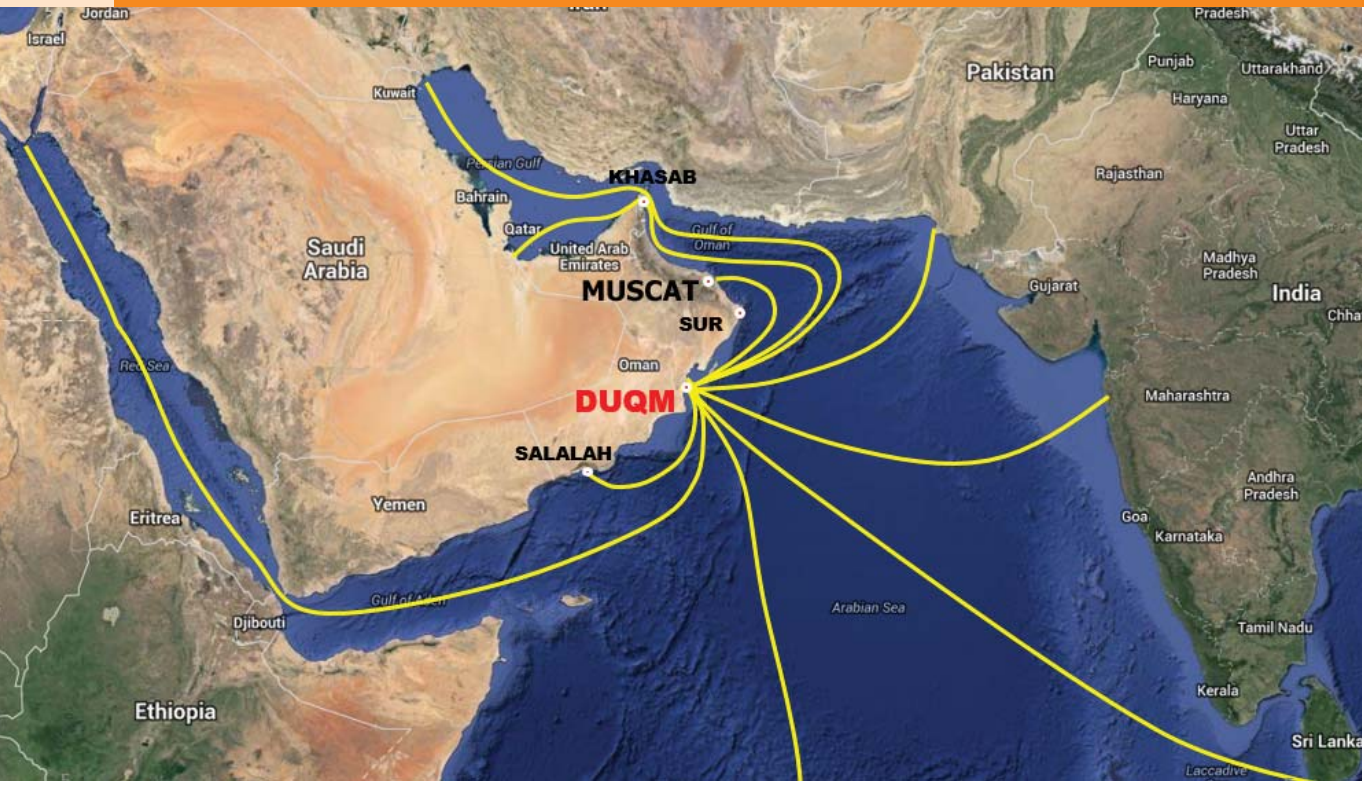 Jordan
Iran
Pradesh
Israel
Pakistan
Punjab
Uttarakhand
Kuwait
Haryana
Uttar
Pradesh
Persian Gulf
KHASAB
Rajasthan
Bahrain
Qatar
Gulf of
Oman
Saudi
Arabia
United Arab
Emirates
Madhya
Pradesh
MUSCAT
Gujarat
India
SUR
Chha
Red Sea
Oman
DUQM
Maharashtra
SALALAH
Andhra
Pradesh
Yemen
Eritrea
Goa
Karnataka
Gulf of Aden
Arabian Sea
Djibouti
Tamil Nadu
Kerala
Ethiopia
Sri Lanka
Laccadive